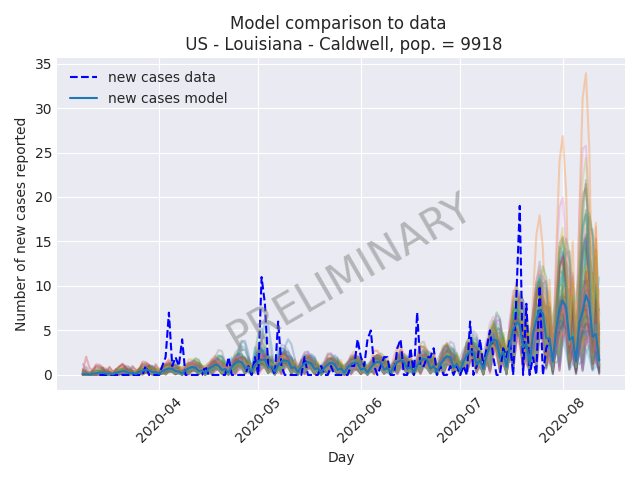 Model comparison to data
US - Louisiana - Caldwell, pop. = 9918
new cases data
new cases model
Number of new cases reported
35
30
25
20
15
10
5
0
PRELIMINARY
2020-04
2020-05
2020-06
2020-07
2020-08
Day